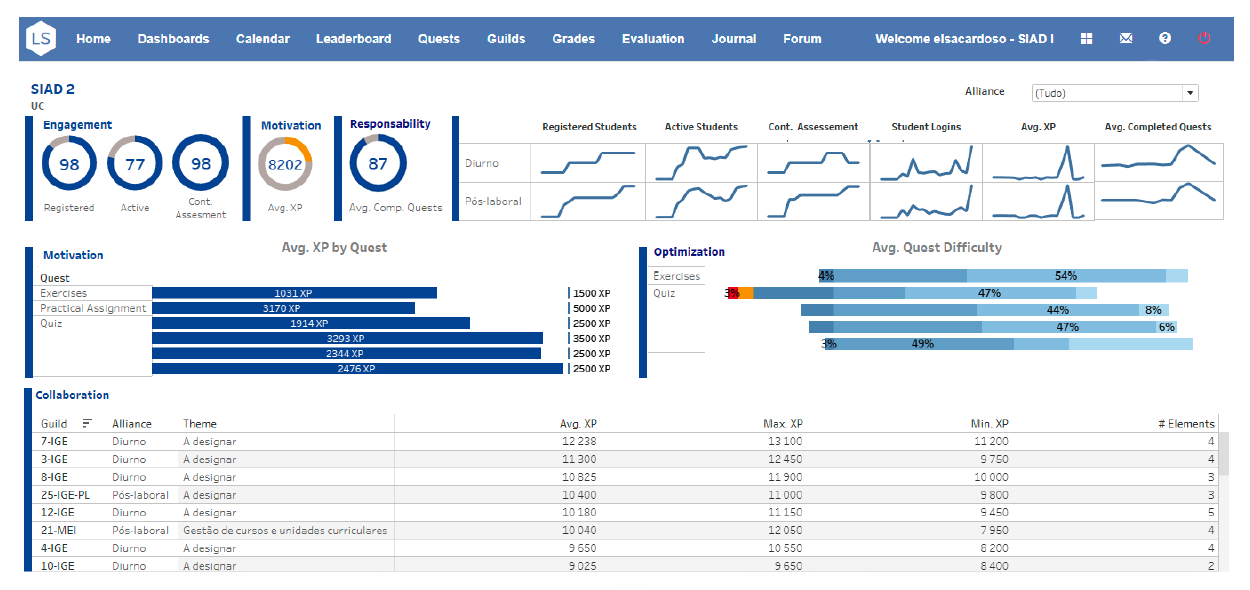 LS Home Dashboards Calendar Leaderboard Quests Guilds Grades Evaluation Journal Forum Welcome elsacardoso - SIAD I
SIAD 2
UC
Alliance (Tudo)
Engagement
98 77 98
Registered Active Cont. Assesment
Motivation
8202
Avg. XP
Responsability
87
Avg. Comp. Quests
Registered Students Active Students Cont. Assessement Student Logins Avg. XP Avg. Completed Quests
Diurno
Pós-laboral
Motivation
Avg. XP by Quest
Quest
Exercises 1031 XP 1500 XP
Practical Assignment 3170 XP 5000 XP
Quiz 1914 XP 2500 XP
3293 XP 3500 XP
2344 XP 2500 XP
2476 XP 2500 XP
Optimization
Avg. Quest Difficulty
Exercises 4% 54%
Quiz 3% 47%
44% 8%
47% 6%
3% 49%
Collaboration
Guild Alliance Theme Avg. XP Max. XP Min. XP # Elements
7-IGE Diurno A designar 12 238 13 100 11 200 4
3-IGE Diurno A designar 11 300 12 450 9 750 4
8-IGE Diurno A designar 10 825 11 900 10 000 3
25-IGE-PL Pós-laboral A designar 10 400 11 000 9 800 3
12-IGE Diurno A designar 10 180 11 150 9 450 5
21-MEI Pós-laboral Gestão de cursos e unidades curriculares 10 040 12 050 7 950 4
4-IGE Diurno A designar 9 650 10 550 8 200 4
10-IGE Diurno A designar 9 025 9 650 8 400 2